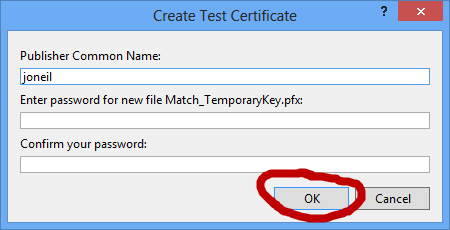 Create Test Certificate
?
Publisher Common Name:
joneil
Enter password for new file Match_TemporaryKey.pfx:
Confirm your password:
OK
Cancel